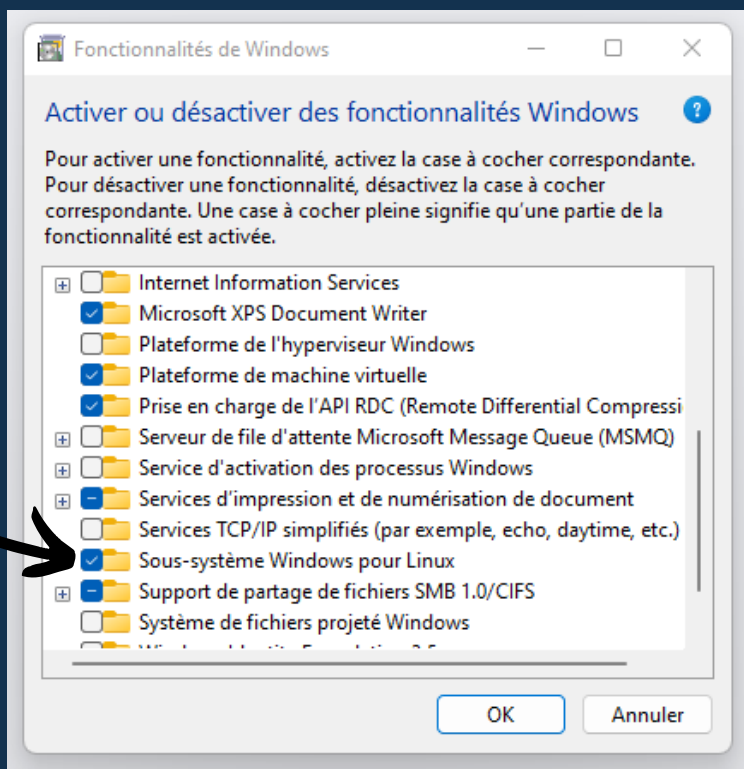 Fonctionnalités de Windows
Activer ou désactiver des fonctionnalités Windows
?
Pour activer une fonctionnalité, activez la case à cocher correspondante.
Pour désactiver une fonctionnalité, désactivez la case à cocher
correspondante. Une case à cocher pleine signifie qu'une partie de la
fonctionnalité est activée.
Internet Information Services
Microsoft XPS Document Writer
Plateforme de l'hyperviseur Windows
Plateforme de machine virtuelle
Prise en charge de l'API RDC (Remote Differential Compressi
Serveur de file d'attente Microsoft Message Queue (MSMQ)
Service d'activation des processus Windows
Services d'impression et de numérisation de document
Services TCP/IP simplifiés (par exemple, echo, daytime, etc.)
Sous-système Windows pour Linux
Support de partage de fichiers SMB 1.0/CIFS
Système de fichiers projeté Windows
OK
Annuler